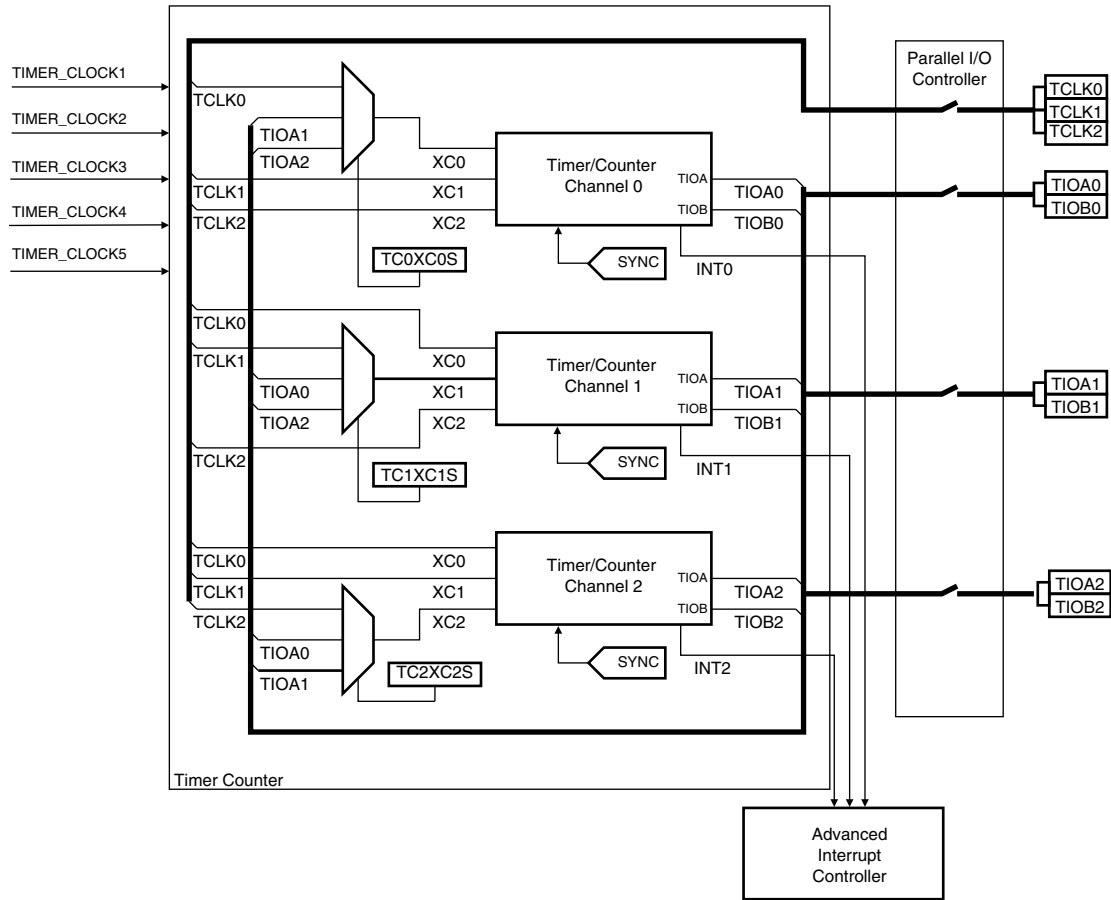 Parallel I/O
Controller
TIMER_CLOCK1
TIMER_CLOCK2
TIMER_CLOCK3
TIMER_CLOCK4
TIMER_CLOCK5
TCLK0
TIOA1
TIOA2
TCLK1
TCLK2
XC0
XC1
XC2
TC0XC0S
Timer/Counter
Channel 0
TIOA
TIOB
TIOA0
TIOB0
SYNC
INT0
TCLK0
TCLK1
TIOA0
TIOA2
TCLK2
XC0
XC1
XC2
TC1XC1S
Timer/Counter
Channel 1
TIOA
TIOB
TIOA1
TIOB1
SYNC
INT1
TCLK0
TCLK1
TCLK2
TIOA0
TIOA1
XC0
XC1
XC2
TC2XC2S
Timer/Counter
Channel 2
TIOA
TIOB
TIOA2
TIOB2
SYNC
INT2
TCLK0
TCLK1
TCLK2
TIOA0
TIOB0
TIOA1
TIOB1
TIOA2
TIOB2
Timer Counter
Advanced
Interrupt
Controller